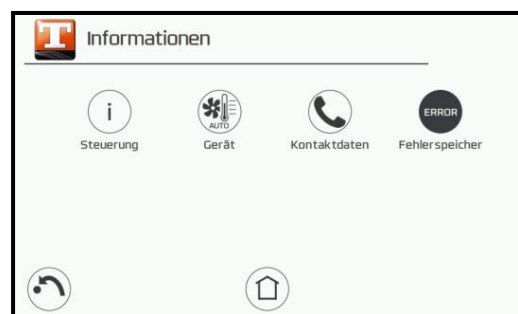 T Informationen
i
AUTO
ERROR
Steuerung Gerät Kontaktdaten Fehlerspeicher